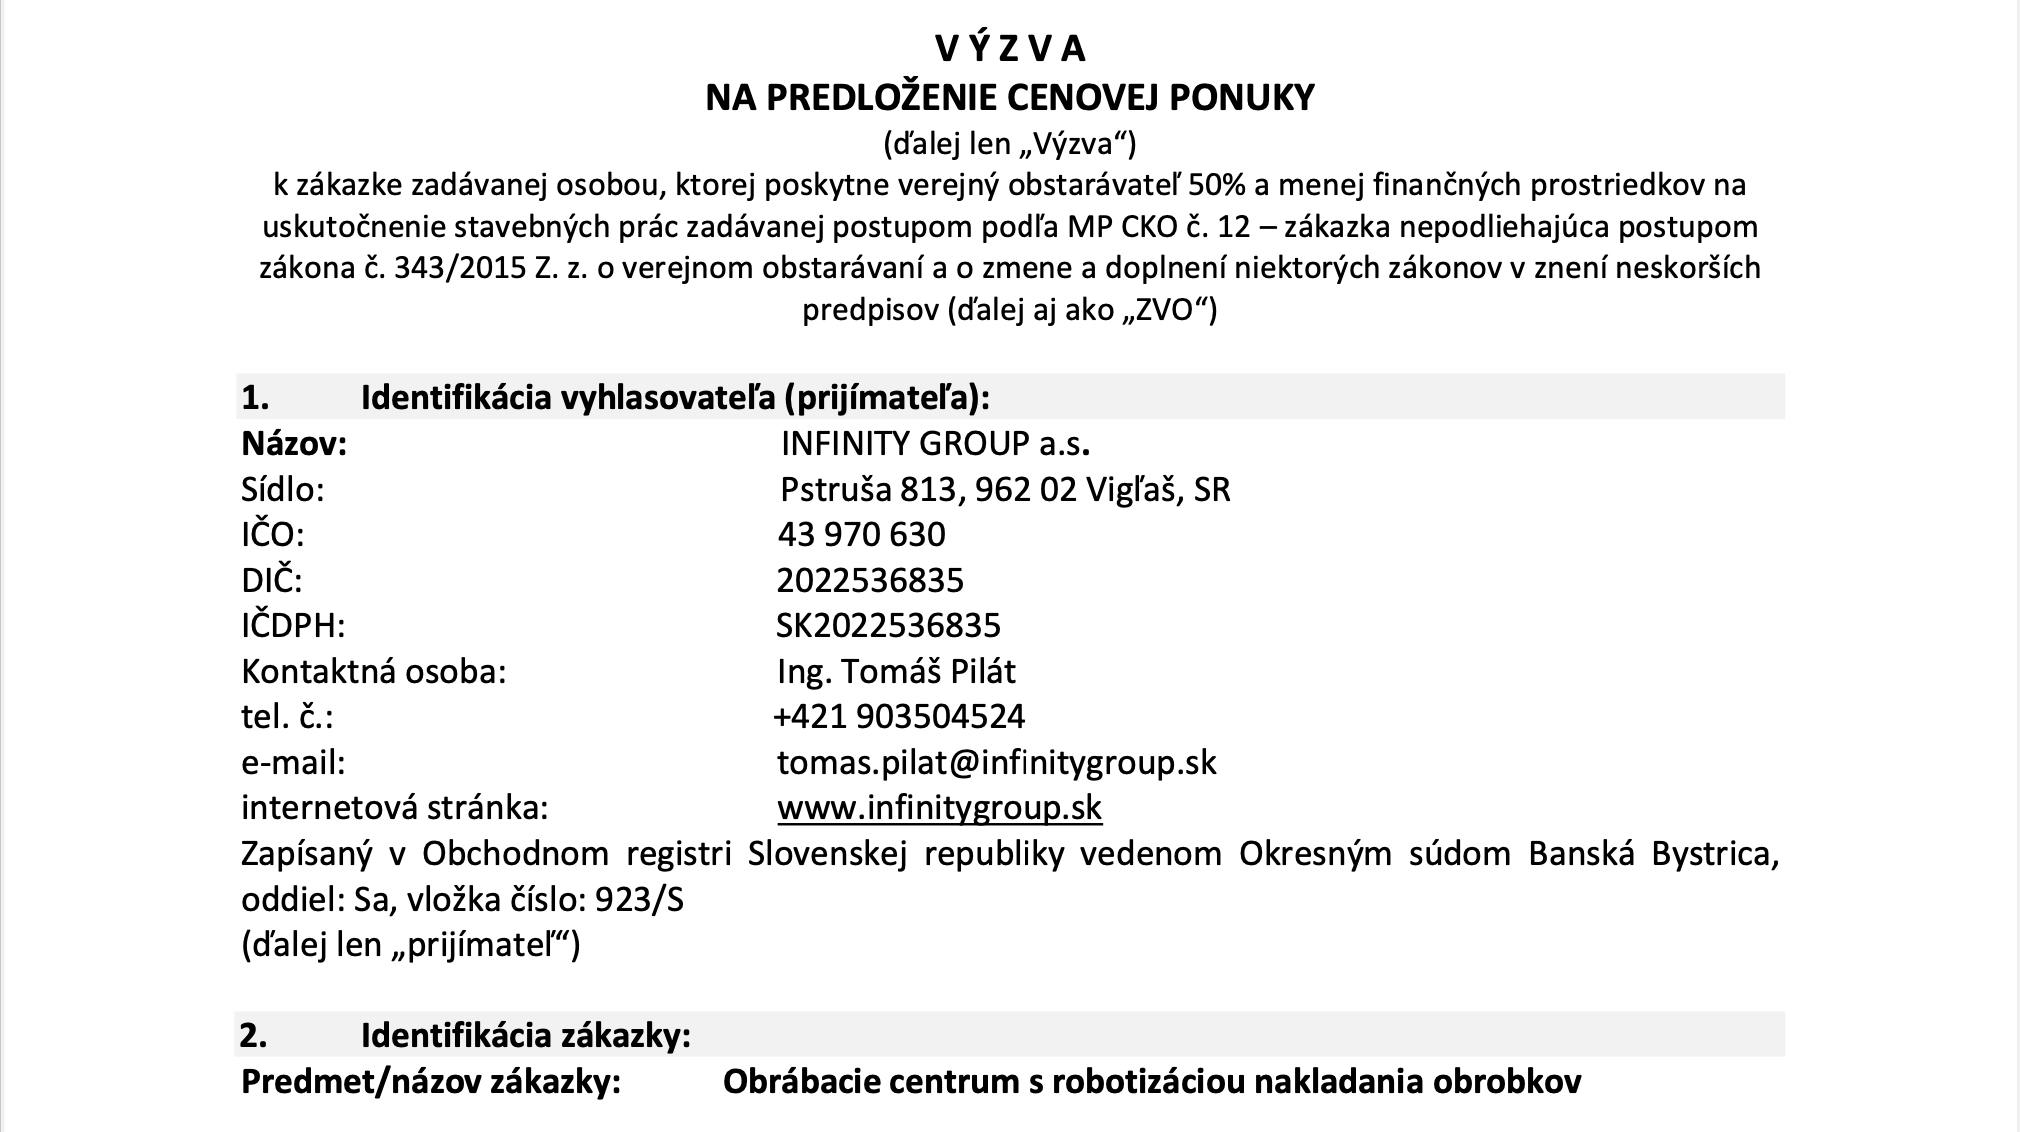 V Ý Z V A
NA PREDLOŽENIE CENOVEJ PONUKY
(ďalej len „Výzva“)
k zákazke zadávanej osobou, ktorej poskytne verejný obstarávateľ 50% a menej finančných prostriedkov na
uskutočnenie stavebných prác zadávanej postupom podľa MP CKO č. 12 – zákazka nepodliehajúca postupom
zákona č. 343/2015 Z. z. o verejnom obstarávaní a o zmene a doplnení niektorých zákonov v znení neskorších
predpisov (ďalej aj ako „ZVO“)
1. Identifikácia vyhlasovateľa (prijímateľa):
Názov: INFINITY GROUP a.s.
Sídlo: Pstruša 813, 962 02 Vigľaš, SR
IČO: 43 970 630
DIČ: 2022536835
IČDPH: SK2022536835
Kontaktná osoba: Ing. Tomáš Pilát
tel. č.: +421 903504524
e-mail: tomas.pilat@infinitygroup.sk
internetová stránka: www.infinitygroup.sk
Zapísaný v Obchodnom registri Slovenskej republiky vedenom Okresným súdom Banská Bystrica,
oddiel: Sa, vložka číslo: 923/S
(ďalej len „prijímateľ“)
2. Identifikácia zákazky:
Predmet/názov zákazky: Obrábacie centrum s robotizáciou nakladania obrobkov